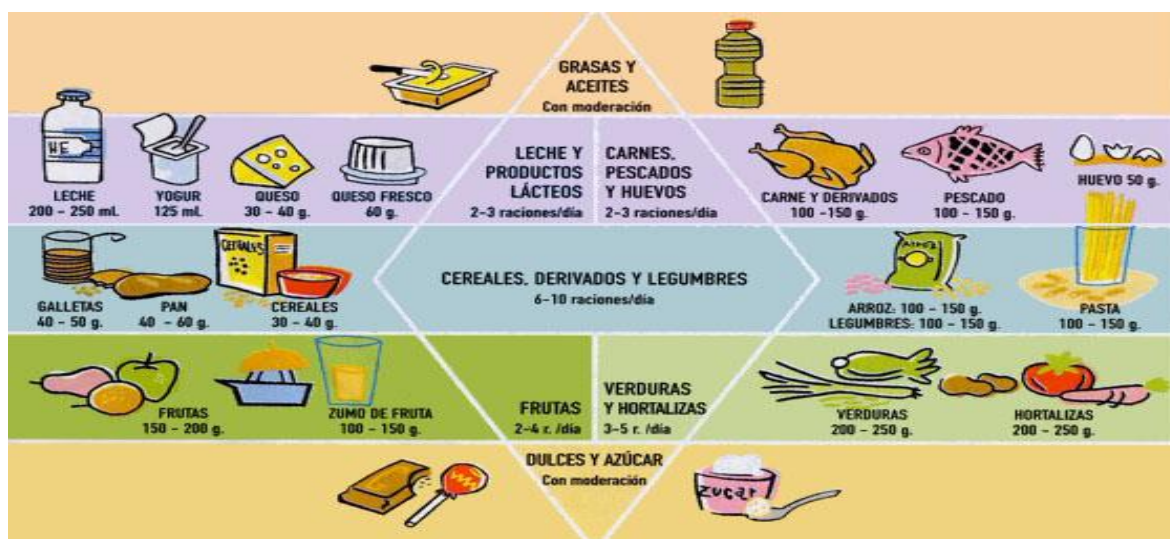 GRASAS Y
ACEITES
Con moderación
HE
LECHE
200 – 250 ml.
YOGUR
125 ml.
QUESO
30 – 40 g.
QUESO FRESCO
60 g.
LECHE Y
PRODUCTOS
LÁCTEOS
2–3 raciones/día
CARNES,
PESCADOS
Y HUEVOS
2–3 raciones/día
CARNE Y DERIVADOS
100 -150 g.
PESCADO
100 – 150 g.
HUEVO 50 g.
CEREALES
GALLETAS
40 – 50 g.
PAN
40 – 60 g.
CEREALES
30 – 40 g.
CEREALES, DERIVADOS Y LEGUMBRES
6–10 raciones/día
ARROZ
ARROZ: 100 – 150 g.
LEGUMBRES: 100 – 150 g.
PASTA
100 – 150 g.
FRUTAS
150 – 200 g.
ZUMO DE FRUTA
100 – 150 g.
FRUTAS
2–4 r. /día
VERDURAS
Y HORTALIZAS
3–5 r. /día
VERDURAS
200 – 250 g.
HORTALIZAS
200 – 250 g.
DULCES Y AZÚCAR
Con moderación
zucar